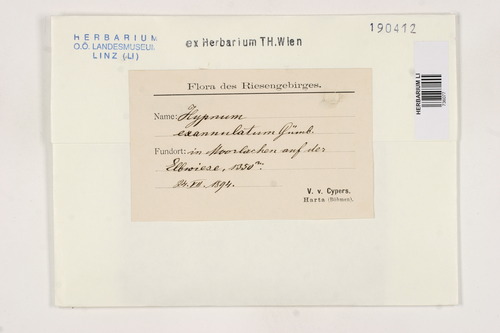 HERBARIUM
O.Ö. LANDESMUSEUM
LINZ (LI)
ex Herbarium TH.Wien
190412
HERBARIUM LI
Flora des Riesengebirges.
Name: Hypnum
exannulatum Gümb.
Fundort: in Moorlachen auf der
Elbwiese, 1350 m.
24. VII. 1894.
V. v. Cypers.
Harta (Böhmen).